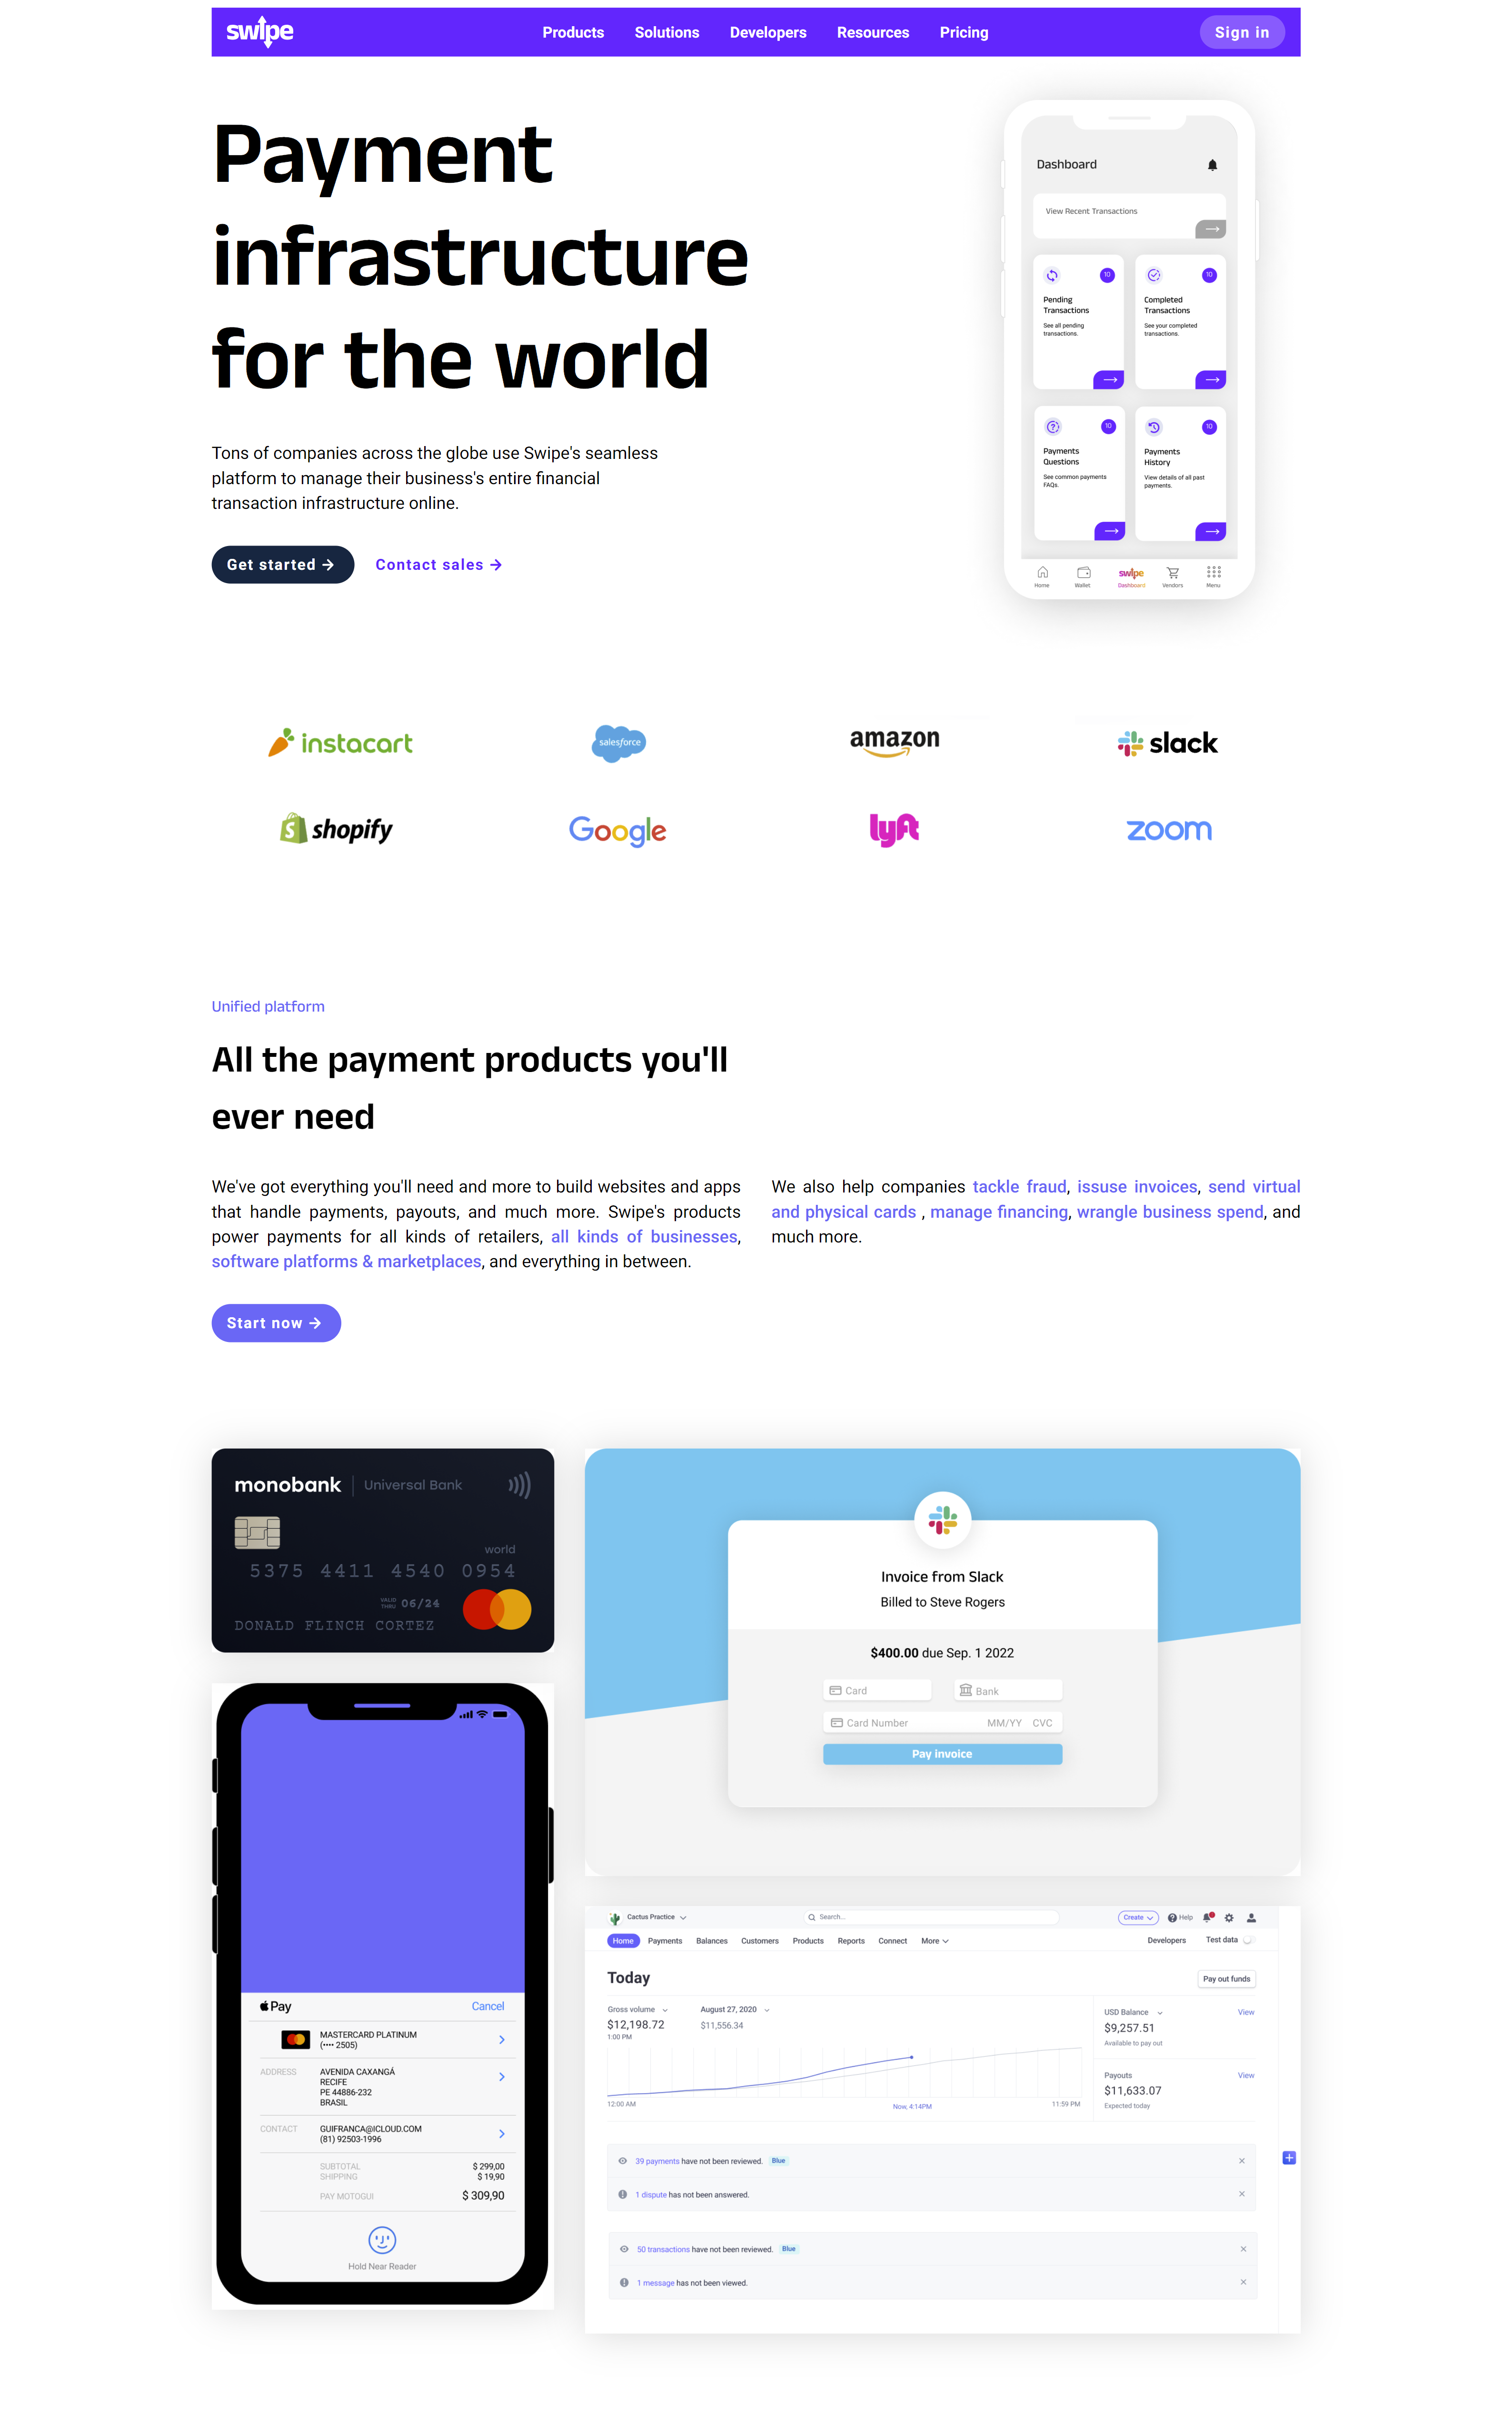 swipe
Products Solutions Developers Resources Pricing
Sign in
Payment
infrastructure
for the world
Tons of companies across the globe use Swipe's seamless
platform to manage their business's entire financial
transaction infrastructure online.
Get started →
Contact sales →
Dashboard
View Recent Transactions
10
Pending
Transactions
See all pending
transactions.
10
Completed
Transactions
See your completed
transactions.
10
Payments
Questions
See common payments
FAQs.
10
Payments
History
View details of all past
payments.
Home
Wallet
swipe
Dashboard
Vendors
Menu
instacart
salesforce
amazon
slack
shopify
Google
lyft
zoom
Unified platform
All the payment products you'll
ever need
We've got everything you'll need and more to build websites and apps
that handle payments, payouts, and much more. Swipe's products
power payments for all kinds of retailers, all kinds of businesses,
software platforms & marketplaces, and everything in between.
We also help companies tackle fraud, issuse invoices, send virtual
and physical cards , manage financing, wrangle business spend, and
much more.
Start now →
monobank | Universal Bank
world
5375 4411 4540 0954
VALID
THRU 06/24
DONALD FLINCH CORTEZ
Invoice from Slack
Billed to Steve Rogers
$400.00 due Sep. 1 2022
Card
Bank
Card Number MM/YY CVC
Pay invoice
Pay
Cancel
MASTERCARD PLATINUM
(•••• 2505)
ADDRESS AVENIDA CAXANGÁ
RECIFE
PE 44886-232
BRASIL
CONTACT GUIFRANCA@ICLOUD.COM
(81) 92503-1996
SUBTOTAL $ 299,00
SHIPPING $ 19,90
PAY MOTOGUI $ 309,90
Hold Near Reader
Cactus Practice
Search...
Create
Help
Home Payments Balances Customers Products Reports Connect More
Developers Test data
Today
Pay out funds
Gross volume
$12,198.72
1:00 PM
August 27, 2020
$11,556.34
12:00 AM
Now, 4:14PM
11:59 PM
USD Balance View
$9,257.51
Available to pay out
Payouts View
$11,633.07
Expected today
39 payments have not been reviewed. Blue
1 dispute has not been answered.
50 transactions have not been reviewed. Blue
1 message has not been viewed.